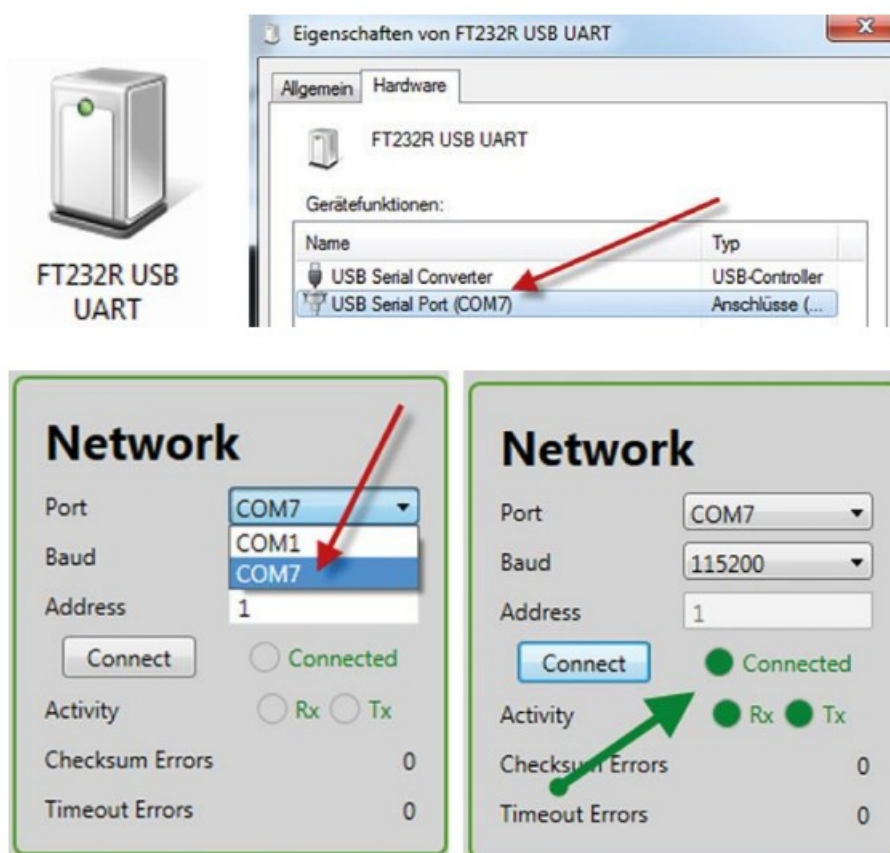 FT232R USB
UART
Eigenschaften von FT232R USB UART
Allgemein Hardware
FT232R USB UART
Gerätefunktionen:
Name Typ
USB Serial Converter USB-Controller
USB Serial Port (COM7) Anschlüsse (...
Network
Port COM7
COM1
Baud
COM7
Address 1
Connect Connected
Activity Rx Tx
Checksum Errors 0
Timeout Errors 0
Network
Port COM7
Baud 115200
Address 1
Connect Connected
Activity Rx Tx
Checksum Errors 0
Timeout Errors 0